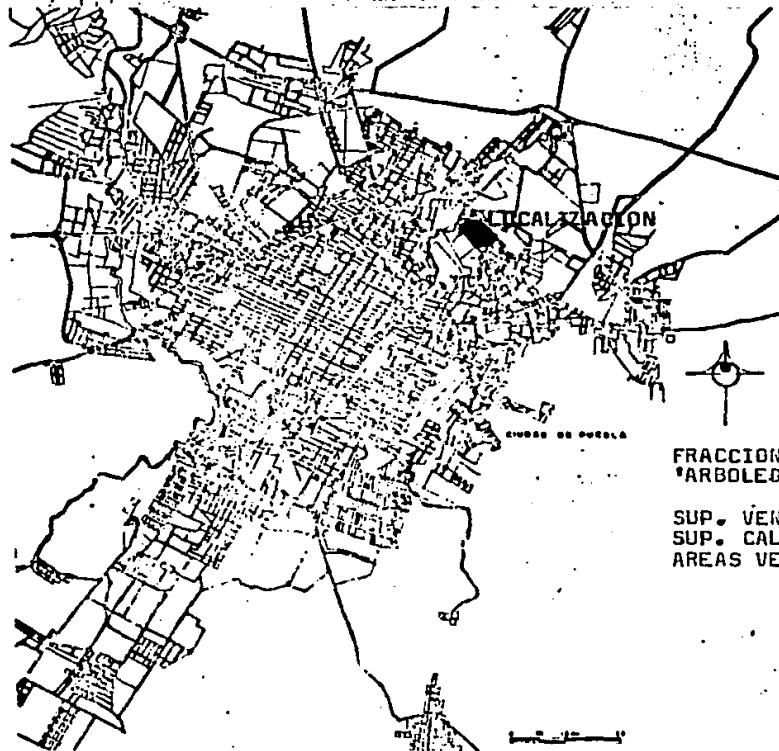 LOCALIZACION
CIUDAD DE PUEBLA
FRACCION
"ARBOLED
SUP. VEN
SUP. CAL
AREAS VE